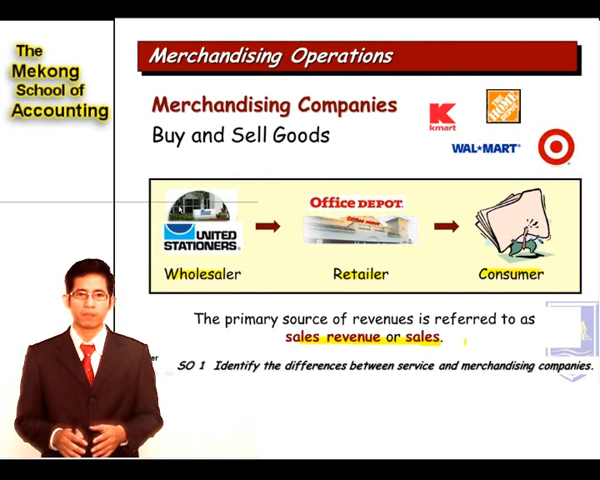 The
Mekong
School of
Accounting
Merchandising Operations
Merchandising Companies
Buy and Sell Goods
kmart
THE HOME DEPOT
WAL★MART
UNITED
STATIONERS
Office DEPOT
Office DEPOT
Wholesaler
Retailer
Consumer
The primary source of revenues is referred to as
sales revenue or sales.
SO 1 Identify the differences between service and merchandising companies.